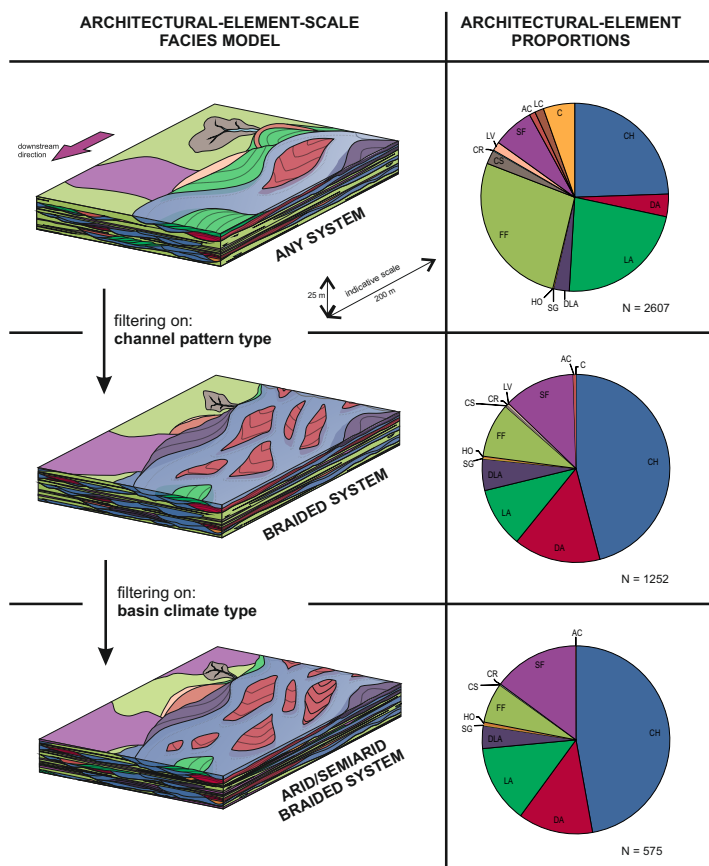 ARCHITECTURAL-ELEMENT-SCALE
FACIES MODEL
ARCHITECTURAL-ELEMENT
PROPORTIONS
downstream
direction
ANY SYSTEM
25 m
indicative scale
200 m
AC
LC
C
SF
LV
CR
CS
CH
DA
FF
LA
HO
SG
DLA
N = 2607
filtering on:
channel pattern type
BRAIDED SYSTEM
AC
C
LV
CR
CS
SF
FF
HO
SG
DLA
CH
LA
DA
N = 1252
filtering on:
basin climate type
ARID/SEMIARID
BRAIDED SYSTEM
AC
SF
CR
CS
FF
HO
SG
DLA
CH
LA
DA
N = 575